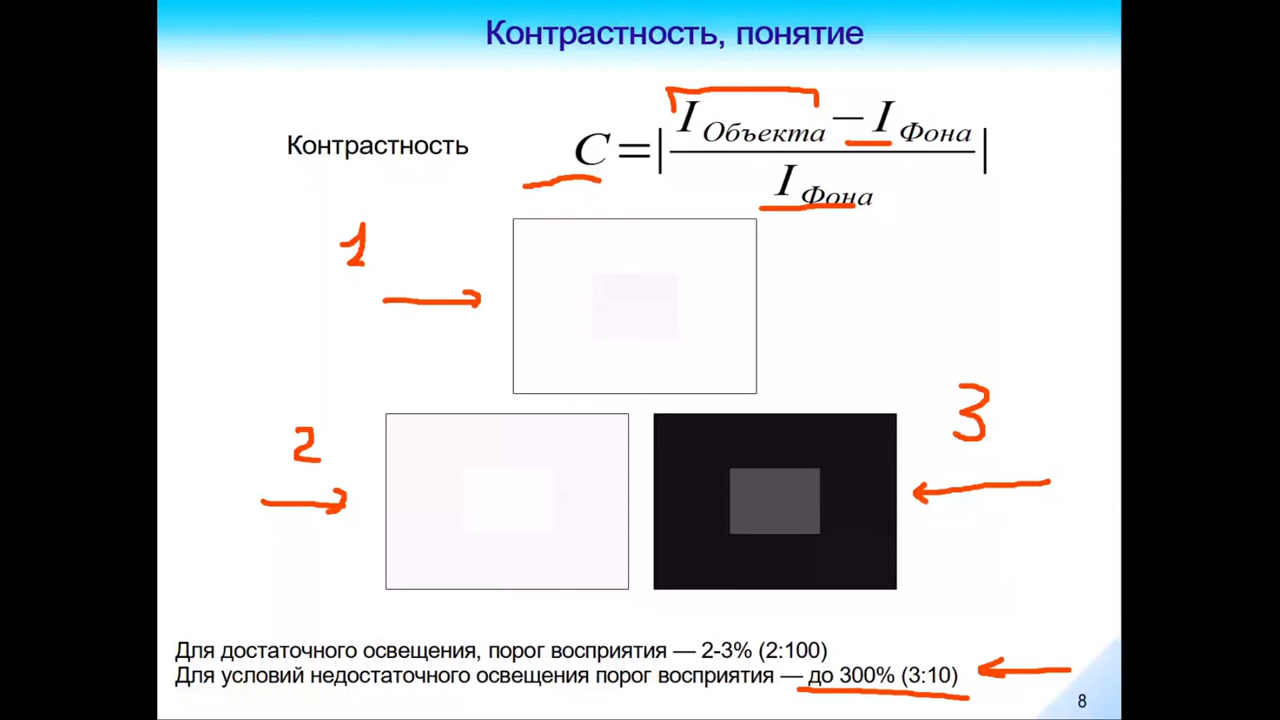 Контрастность, понятие
Контрастность
C=|(I Объекта − I Фона) / I Фона|
1
2
3
Для достаточного освещения, порог восприятия — 2-3% (2:100)
Для условий недостаточного освещения порог восприятия — до 300% (3:10)
8